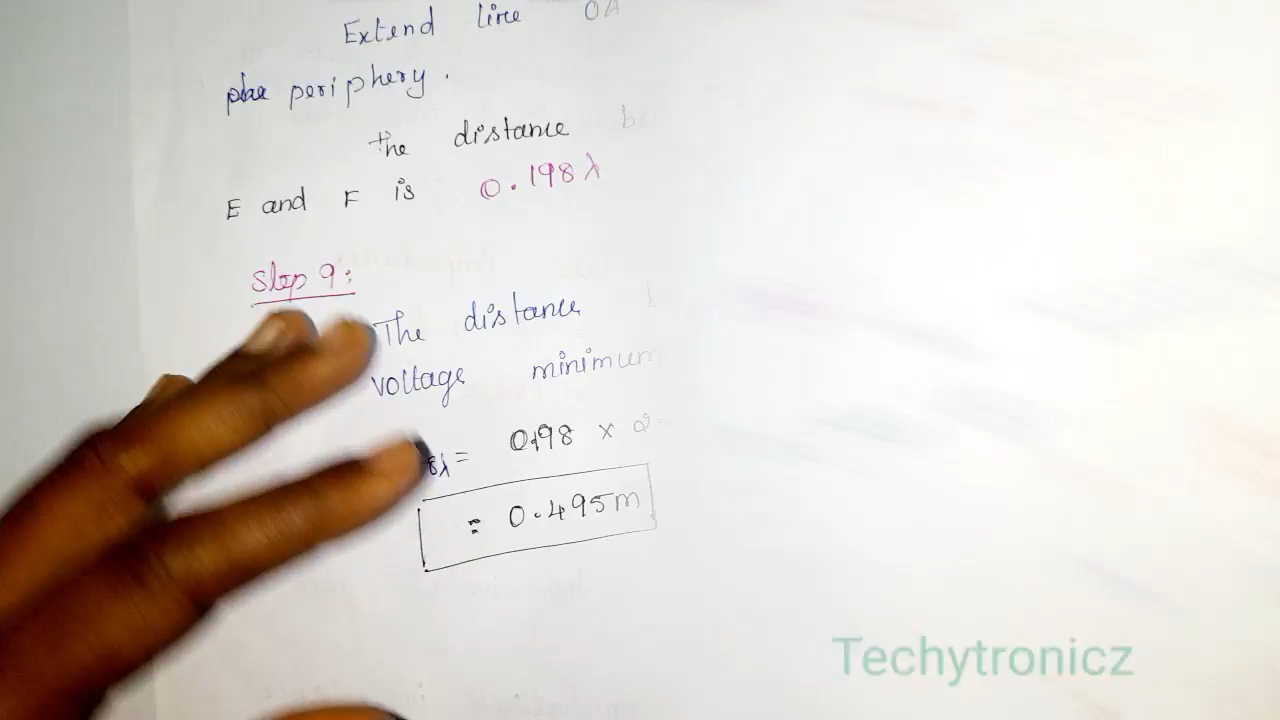 Extend line OA
the periphery.
the distance
E and F is 0.198λ
Step 9:
The distance
voltage minimum
8λ = 0.198 ×
= 0.495m
Techytronicz